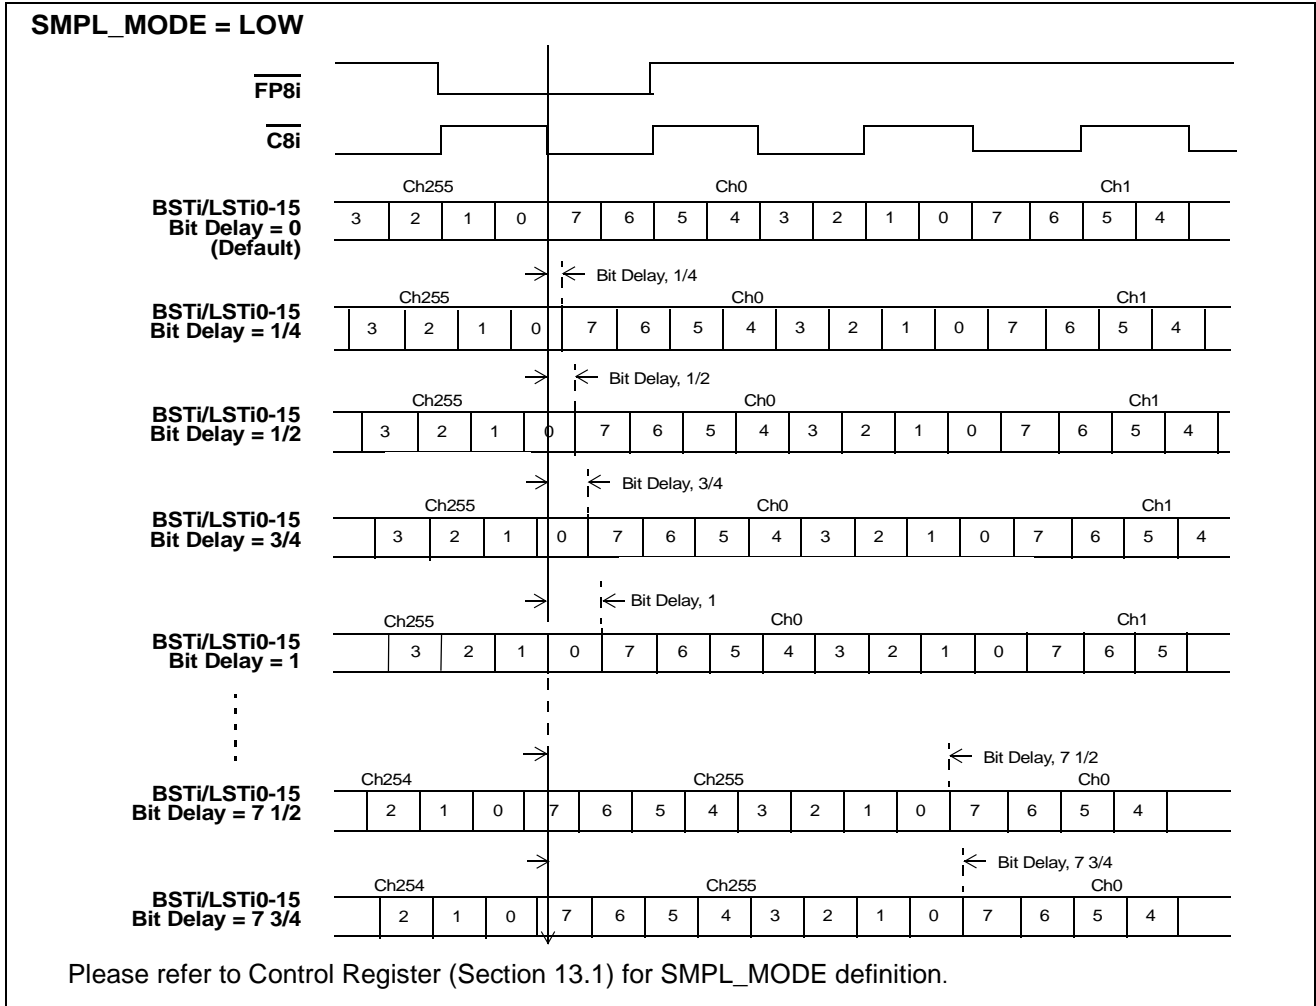 SMPL_MODE = LOW
FP8i
C8i
Ch255 Ch0 Ch1
BSTi/LSTi0-15
Bit Delay = 0
(Default)
3 2 1 0 7 6 5 4 3 2 1 0 7 6 5 4
Bit Delay, 1/4
Ch255 Ch0 Ch1
BSTi/LSTi0-15
Bit Delay = 1/4
3 2 1 0 7 6 5 4 3 2 1 0 7 6 5 4
Bit Delay, 1/2
Ch255 Ch0 Ch1
BSTi/LSTi0-15
Bit Delay = 1/2
3 2 1 0 7 6 5 4 3 2 1 0 7 6 5 4
Bit Delay, 3/4
Ch255 Ch0 Ch1
BSTi/LSTi0-15
Bit Delay = 3/4
3 2 1 0 7 6 5 4 3 2 1 0 7 6 5 4
Bit Delay, 1
Ch255 Ch0 Ch1
BSTi/LSTi0-15
Bit Delay = 1
3 2 1 0 7 6 5 4 3 2 1 0 7 6 5
Bit Delay, 7 1/2
Ch254 Ch255 Ch0
BSTi/LSTi0-15
Bit Delay = 7 1/2
2 1 0 7 6 5 4 3 2 1 0 7 6 5 4
Bit Delay, 7 3/4
Ch254 Ch255 Ch0
BSTi/LSTi0-15
Bit Delay = 7 3/4
2 1 0 7 6 5 4 3 2 1 0 7 6 5 4
Please refer to Control Register (Section 13.1) for SMPL_MODE definition.